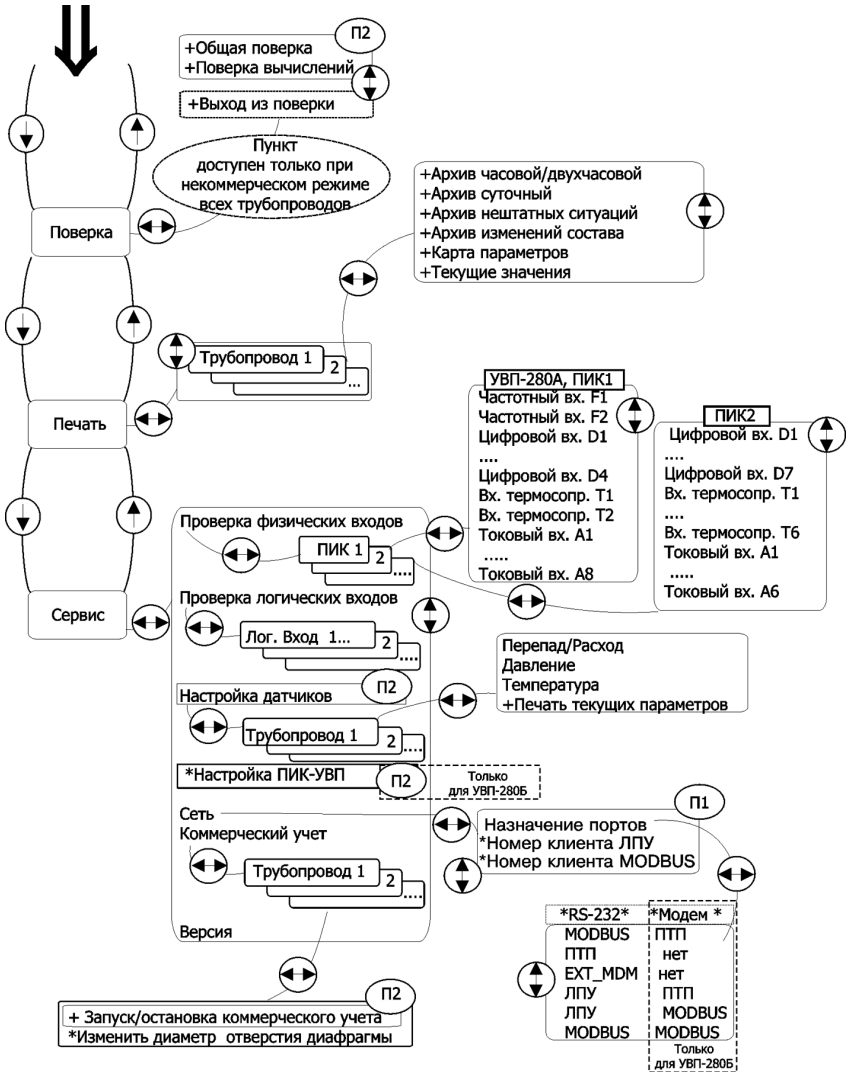 П2
+Общая поверка
+Поверка вычислений
+Выход из поверки
Пункт
доступен только при
некоммерческом режиме
всех трубопроводов
Поверка
+Архив часовой/двухчасовой
+Архив суточный
+Архив нештатных ситуаций
+Архив изменений состава
+Карта параметров
+Текущие значения
Трубопровод 1
2
...
Печать
УВП-280А, ПИК1
Частотный вх. F1
Частотный вх. F2
Цифровой вх. D1
....
Цифровой вх. D4
Вх. термосопр. Т1
Вх. термосопр. Т2
Токовый вх. А1
.....
Токовый вх. А8
ПИК2
Цифровой вх. D1
....
Цифровой вх. D7
Вх. термосопр. Т1
....
Вх. термосопр. Т6
Токовый вх. А1
.....
Токовый вх. А6
Сервис
Проверка физических входов
ПИК 1
2
....
Проверка логических входов
Лог. Вход 1...
2
....
Настройка датчиков
П2
Трубопровод 1
2
....
Перепад/Расход
Давление
Температура
+Печать текущих параметров
*Настройка ПИК-УВП
П2
Только
для УВП-280Б
Сеть
Коммерческий учет
Трубопровод 1
2
....
Версия
П1
Назначение портов
*Номер клиента ЛПУ
*Номер клиента MODBUS
*RS-232* *Модем *
MODBUS ПТП
ПТП нет
EXT_MDM нет
ЛПУ ПТП
ЛПУ MODBUS
MODBUS MODBUS
Только
для УВП-280Б
П2
+ Запуск/остановка коммерческого учета
*Изменить диаметр отверстия диафрагмы